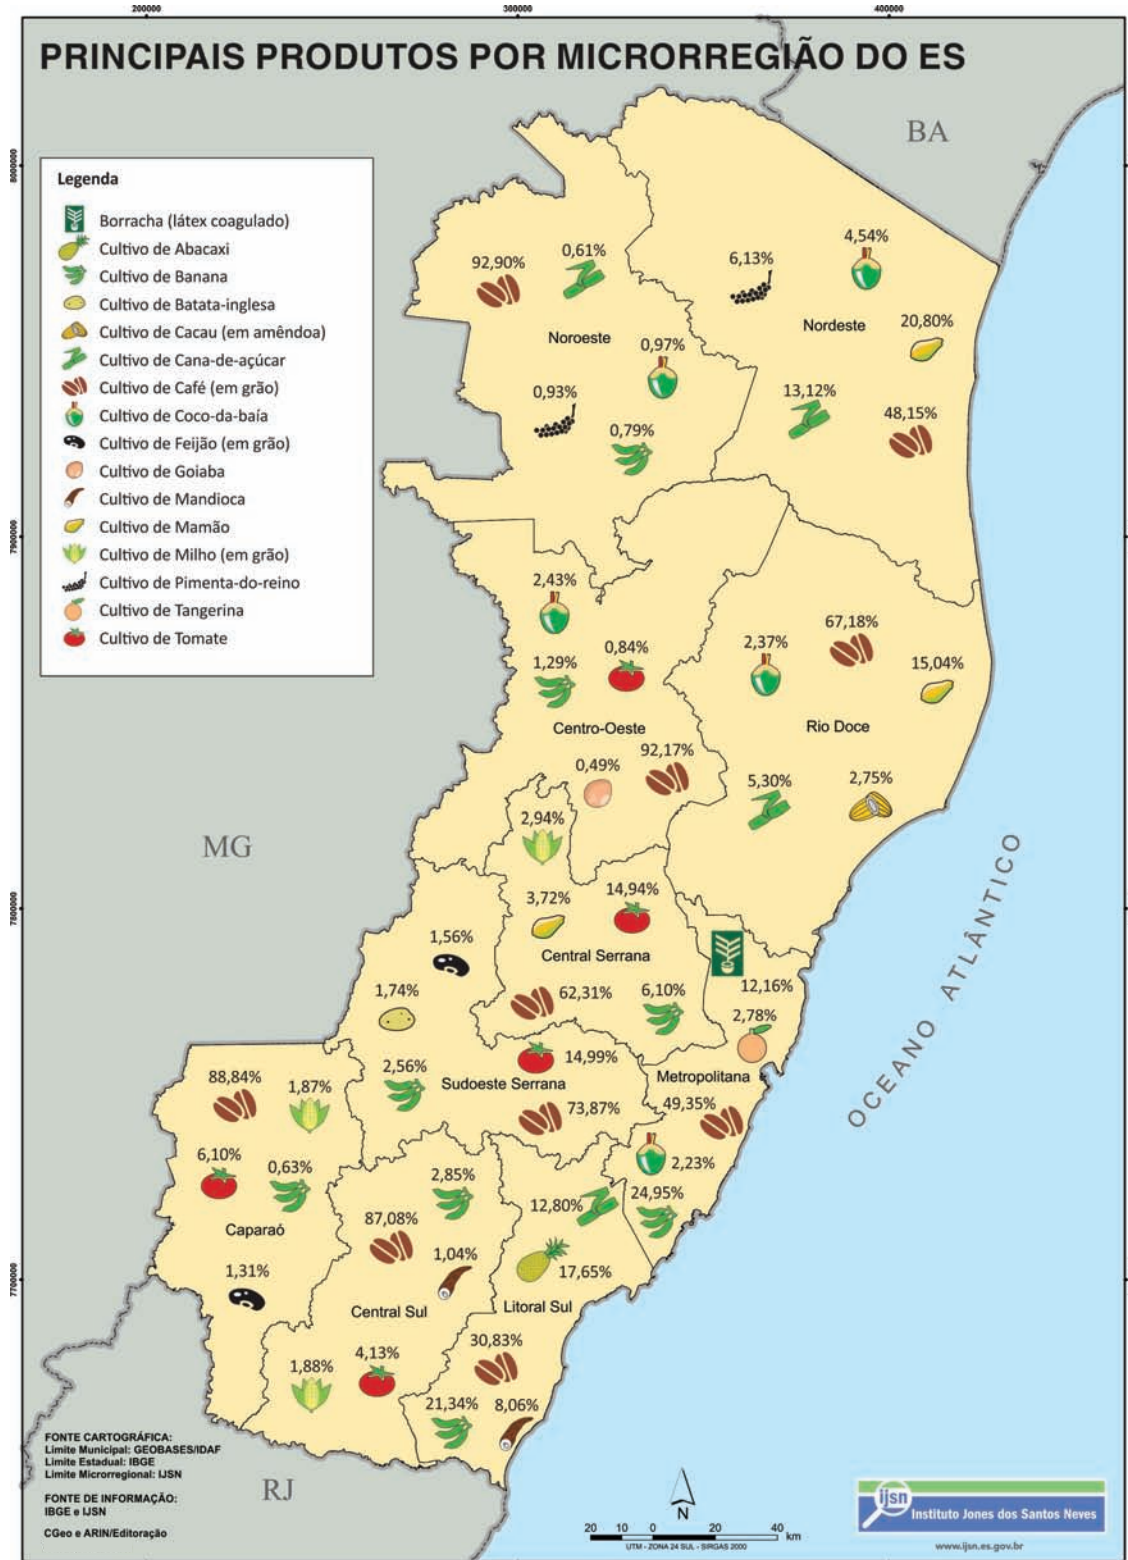 200000
300000
400000
PRINCIPAIS PRODUTOS POR MICRORREGIÃO DO ES
BA
8000000
7900000
7800000
7700000
Legenda
Borracha (látex coagulado)
Cultivo de Abacaxi
Cultivo de Banana
Cultivo de Batata-inglesa
Cultivo de Cacau (em amêndoa)
Cultivo de Cana-de-açúcar
Cultivo de Café (em grão)
Cultivo de Coco-da-baía
Cultivo de Feijão (em grão)
Cultivo de Goiaba
Cultivo de Mandioca
Cultivo de Mamão
Cultivo de Milho (em grão)
Cultivo de Pimenta-do-reino
Cultivo de Tangerina
Cultivo de Tomate
92,90%
0,61%
Noroeste
0,97%
0,93%
0,79%
4,54%
6,13%
Nordeste
20,80%
13,12%
48,15%
2,43%
0,84%
1,29%
Centro-Oeste
92,17%
0,49%
67,18%
2,37%
15,04%
Rio Doce
5,30%
2,75%
MG
2,94%
3,72%
14,94%
Central Serrana
62,31%
6,10%
1,56%
1,74%
2,56%
14,99%
Sudoeste Serrana
73,87%
12,16%
2,78%
Metropolitana
49,35%
2,23%
24,95%
OCEANO ATLÂNTICO
88,84%
1,87%
6,10%
0,63%
Caparaó
1,31%
2,85%
87,08%
1,04%
Central Sul
1,88%
4,13%
12,80%
17,65%
Litoral Sul
30,83%
21,34%
8,06%
RJ
FONTE CARTOGRÁFICA:
Limite Municipal: GEOBASES/IDAF
Limite Estadual: IBGE
Limite Microrregional: IJSN
FONTE DE INFORMAÇÃO:
IBGE e IJSN
CGeo e ARIN/Editoração
N
20 10 0 20 40 km
UTM - ZONA 24 SUL - SIRGAS 2000
ijsn
Instituto Jones dos Santos Neves
www.ijsn.es.gov.br